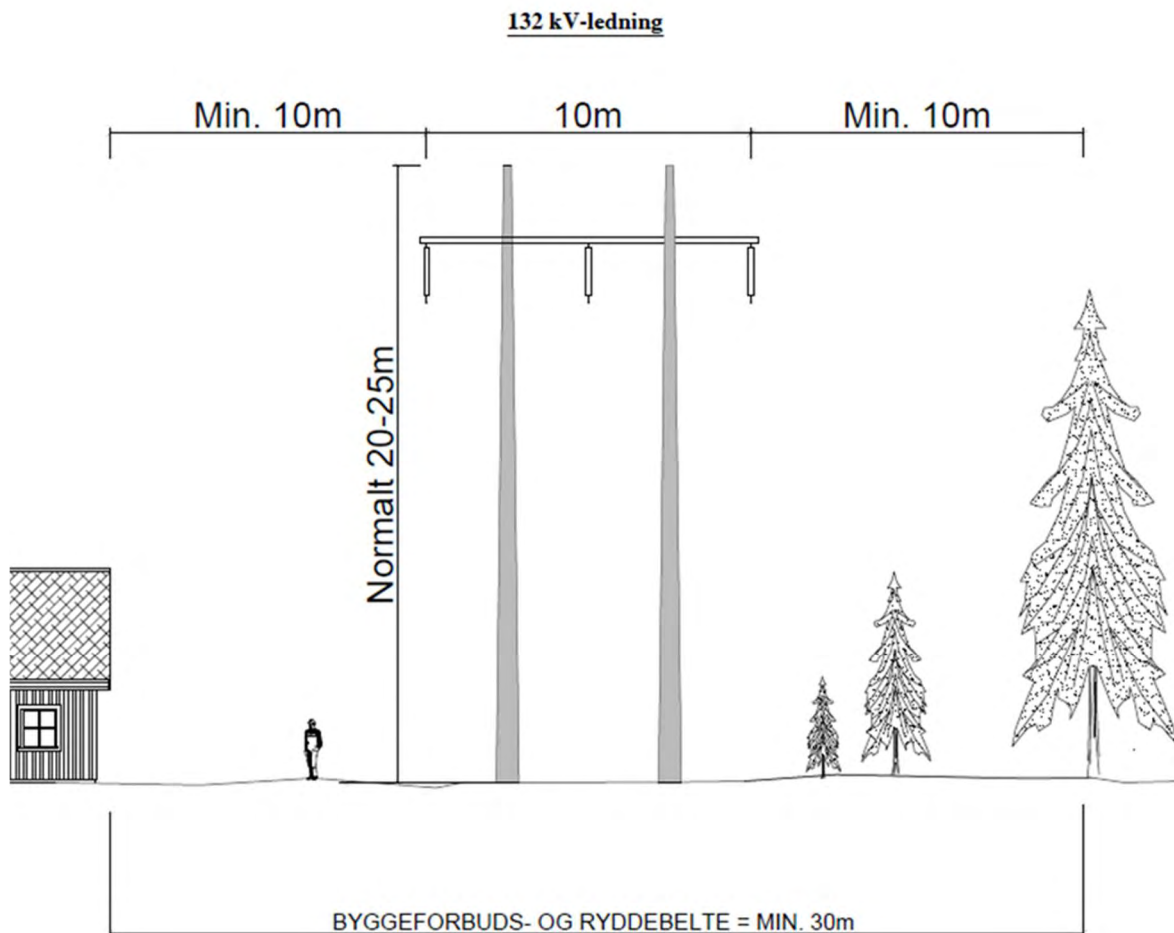 132 kV-ledning
Min. 10m
10m
Min. 10m
Normalt 20-25m
BYGGEFORBUDS- OG RYDDEBELTE = MIN. 30m